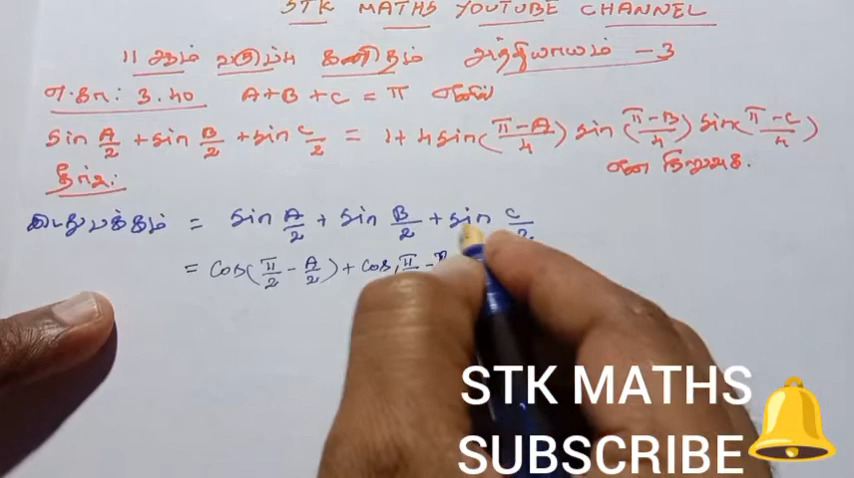 STK MATHS YOUTUBE CHANNEL
11 ஆம் வகுப்பு கணிதம் அத்தியாயம் - 3
எ.கா: 3.40 A+B+C = π எனில்
sin A/2 + sin B/2 + sin C/2 = 1+ 4 sin(π-A/4) sin(π-B/4) sin(π-C/4)
என நிறுவுக.
தீர்வு:
இடதுபக்கம் = sin A/2 + sin B/2 + sin C/2
= cos(π/2 - A/2) + cos(π/2 -
STK MATHS
SUBSCRIBE